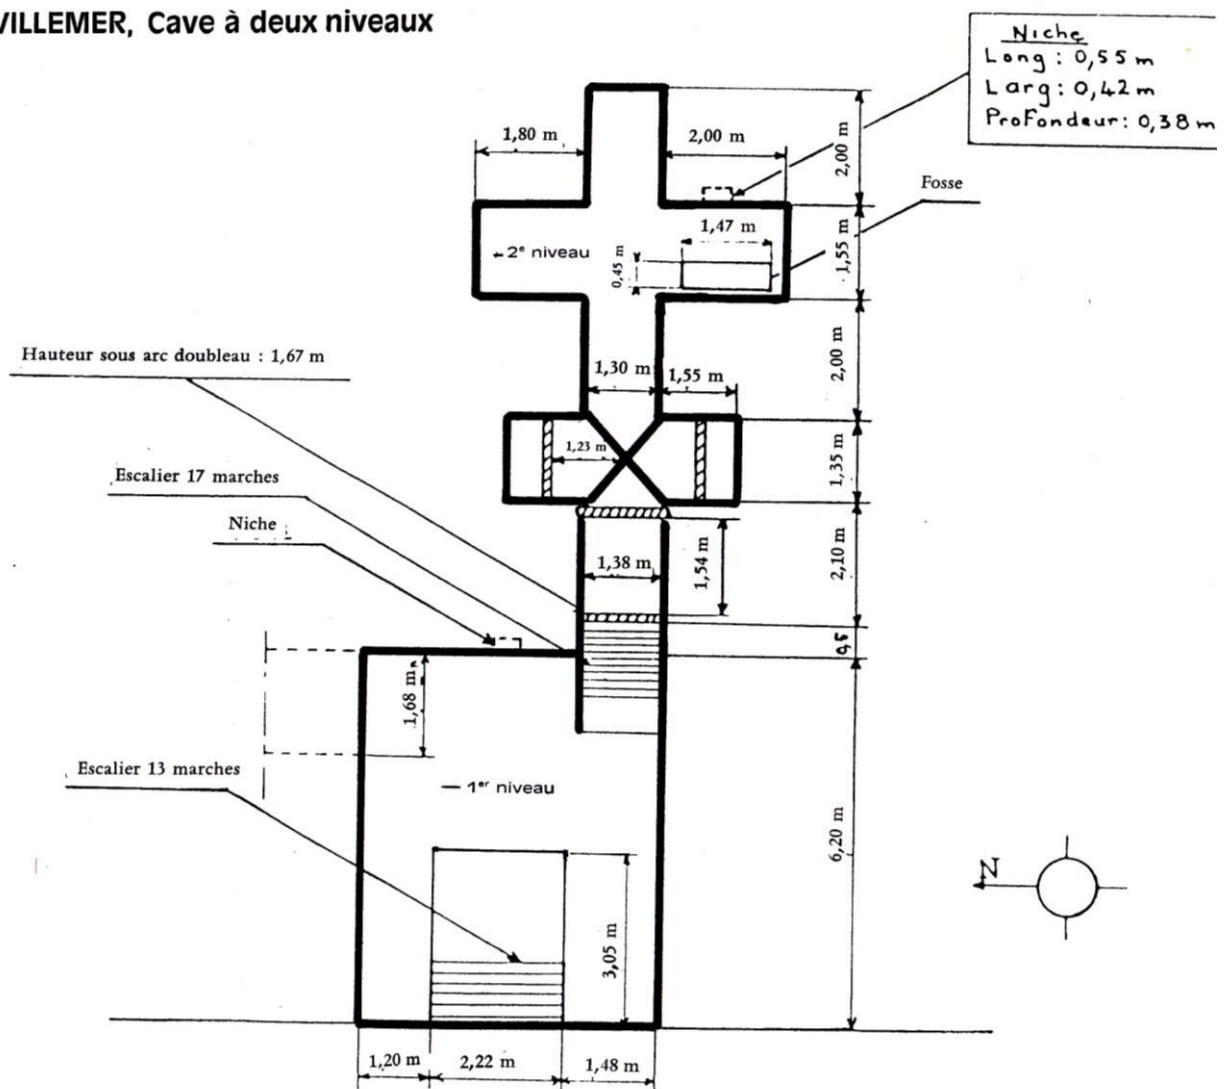 VILLEMER, Cave à deux niveaux
Niche
Long : 0,55 m
Larg : 0,42 m
Profondeur : 0,38 m
1,80 m
2,00 m
2,00 m
Fosse
1,47 m
←2e niveau
0,45 m
1,55 m
Hauteur sous arc doubleau : 1,67 m
1,30 m
1,55 m
2,00 m
1,23 m
1,35 m
Escalier 17 marches
Niche
1,38 m
1,54 m
2,10 m
0,5
1,68 m
Escalier 13 marches
— 1er niveau
6,20 m
N
3,05 m
1,20 m
2,22 m
1,48 m